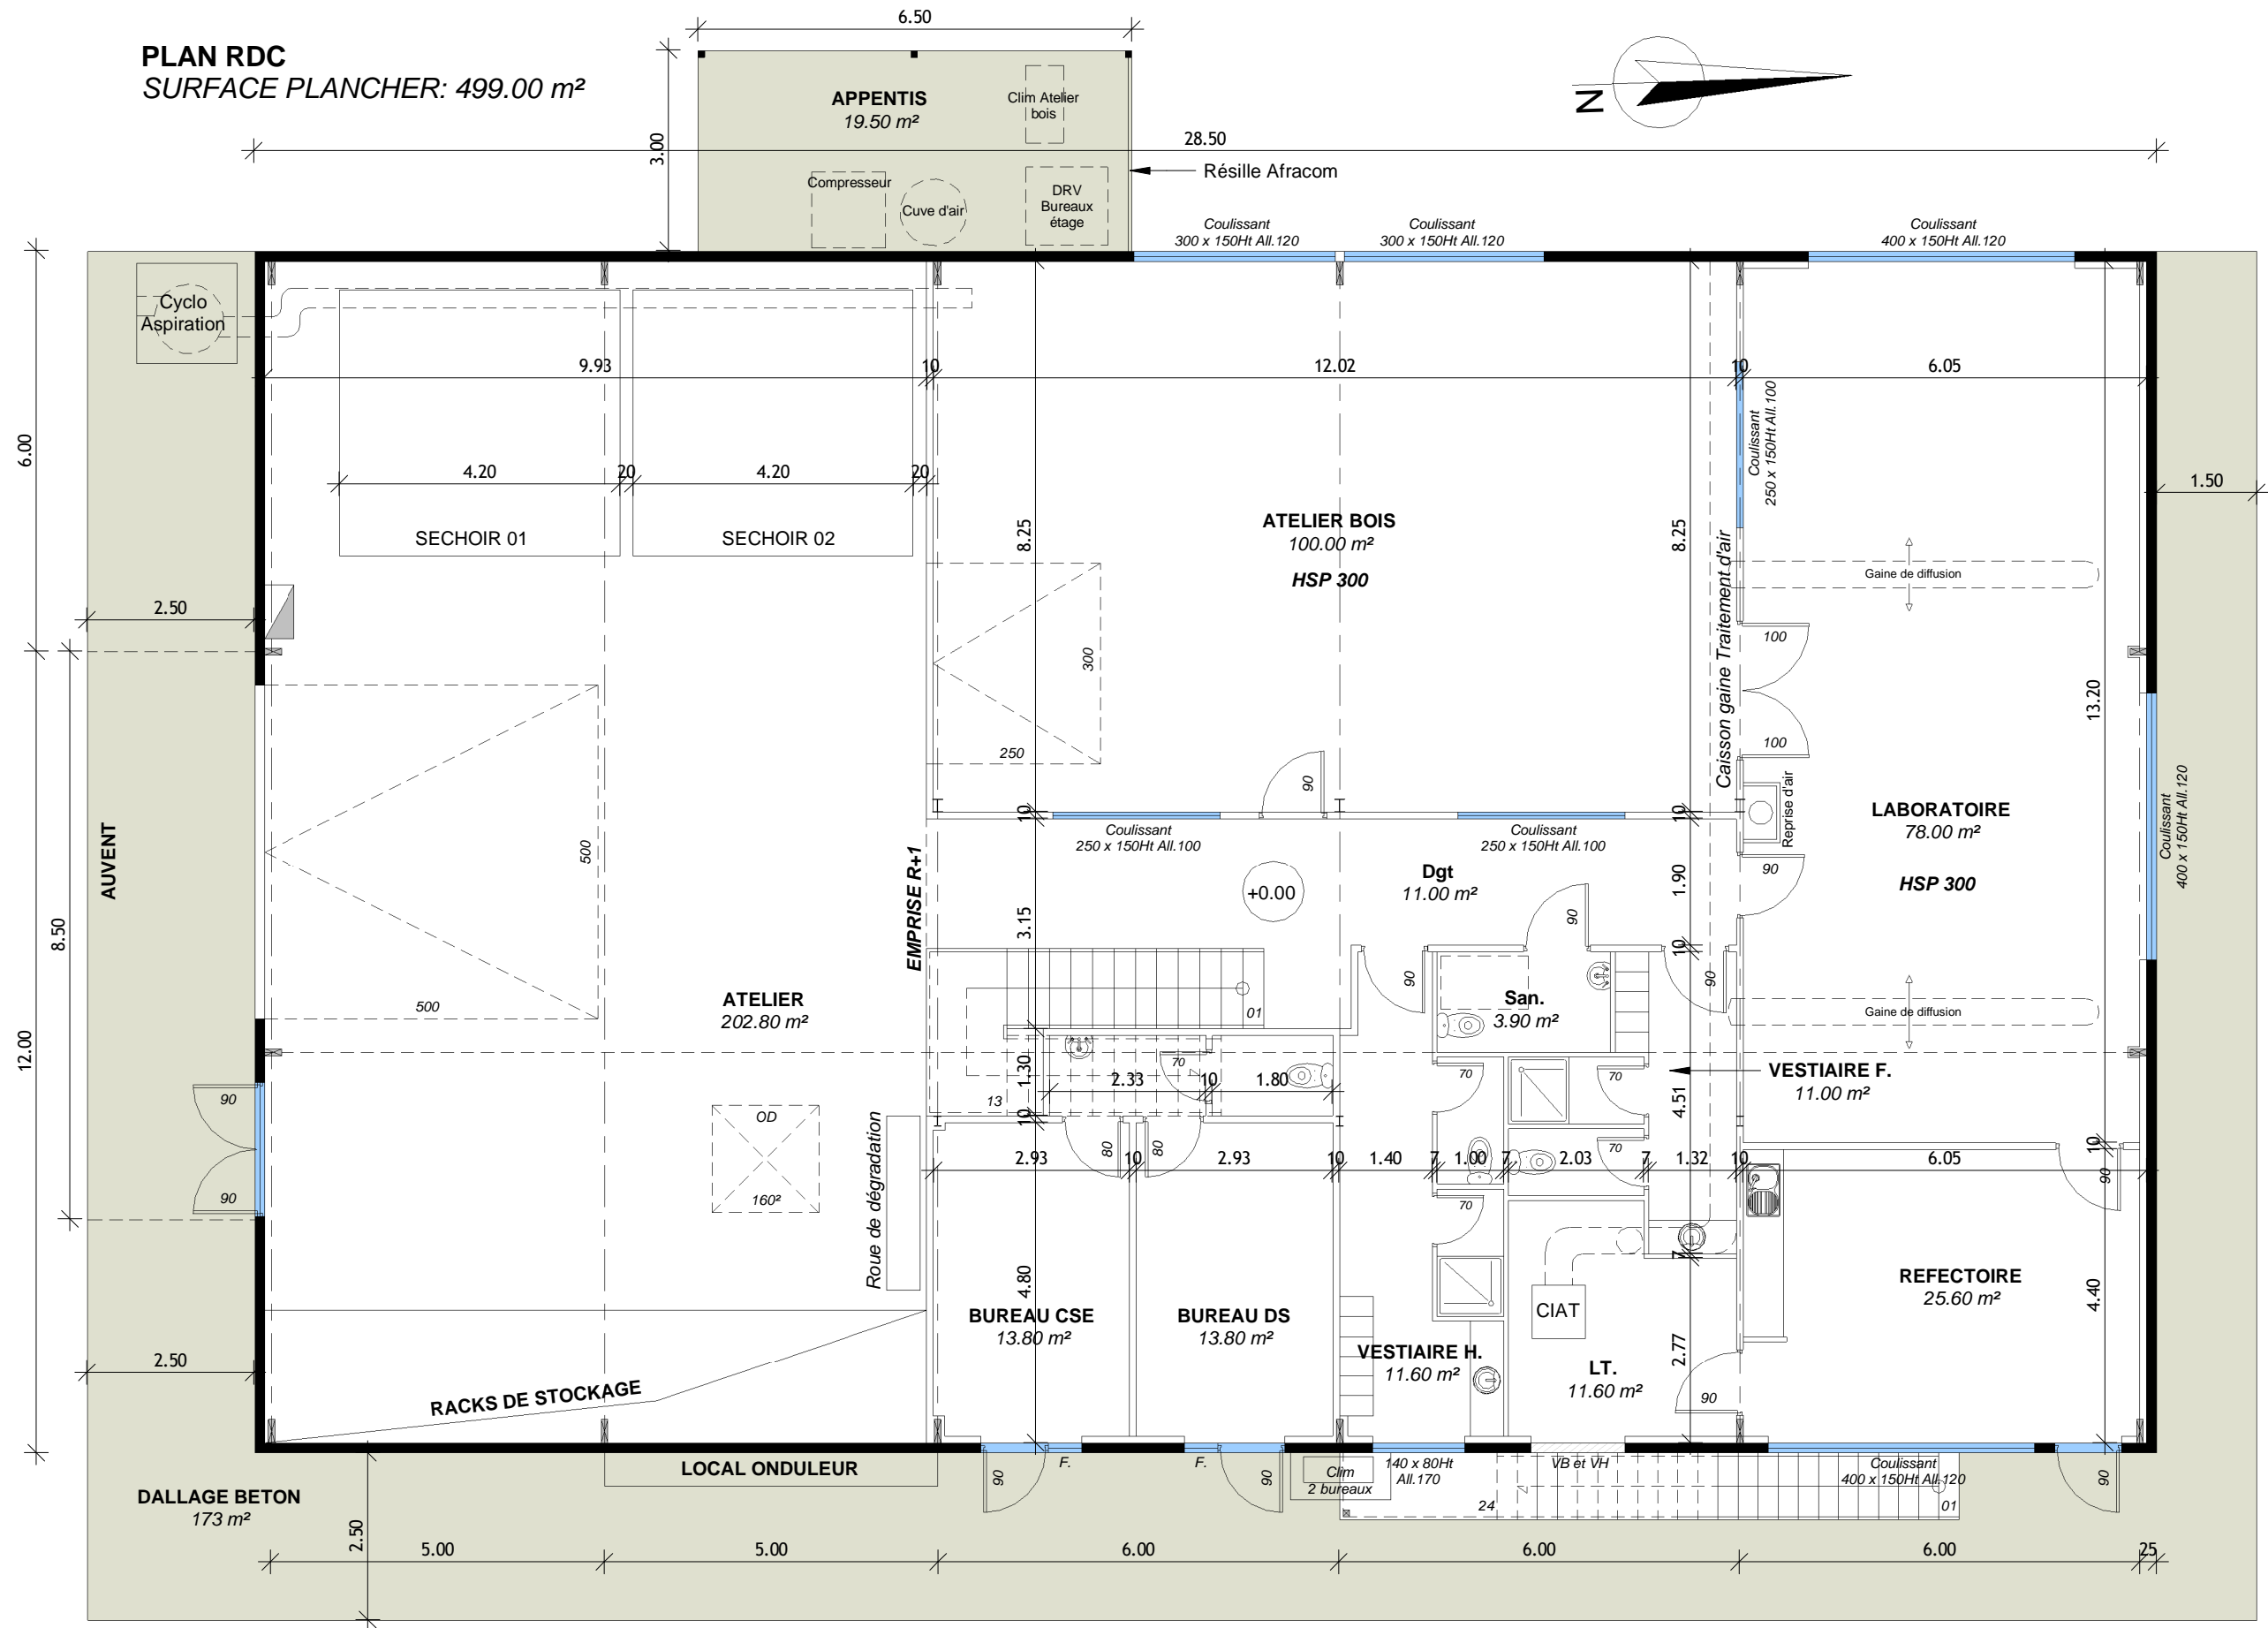 6.50
PLAN RDC
SURFACE PLANCHER: 499.00 m²
APPENTIS
19.50 m²
Clim Atelier
bois
N
3.00
28.50
Résille Afracom
Compresseur
Cuve d'air
DRV
Bureaux
étage
Coulissant
300 x 150Ht All.120
Coulissant
300 x 150Ht All.120
Coulissant
400 x 150Ht All.120
Cyclo
Aspiration
9.93
10
12.02
10
6.05
6.00
4.20
20
4.20
20
Coulissant
250 x 150Ht All.100
1.50
SECHOIR 01
SECHOIR 02
8.25
ATELIER BOIS
100.00 m²
HSP 300
8.25
Caisson gaine Traitement d'air
Gaine de diffusion
2.50
300
250
100
100
13.20
90
Reprise d'air
LABORATOIRE
78.00 m²
HSP 300
Coulissant
400 x 150Ht All.120
AUVENT
500
500
EMPRISE R+1
10
Coulissant
250 x 150Ht All.100
Coulissant
250 x 150Ht All.100
10
Dgt
11.00 m²
+0.00
1.90
90
90
8.50
3.15
10
ATELIER
202.80 m²
01
90
San.
3.90 m²
90
Gaine de diffusion
12.00
1.30
13
70
2.33
10
1.80
70
70
VESTIAIRE F.
11.00 m²
4.51
90
90
OD
160²
Roue de dégradation
10
80
80
70
10
90
2.93
10
2.93
10
1.40
7
1.00
7
2.03
7
1.32
10
6.05
70
7
4.80
BUREAU CSE
13.80 m²
BUREAU DS
13.80 m²
CIAT
REFECTOIRE
25.60 m²
4.40
2.50
RACKS DE STOCKAGE
VESTIAIRE H.
11.60 m²
LT.
11.60 m²
2.77
90
LOCAL ONDULEUR
90
F.
F.
90
Clim
2 bureaux
140 x 80Ht
All.170
VB et VH
Coulissant
400 x 150Ht All.120
90
24
01
DALLAGE BETON
173 m²
2.50
5.00
5.00
6.00
6.00
6.00
25